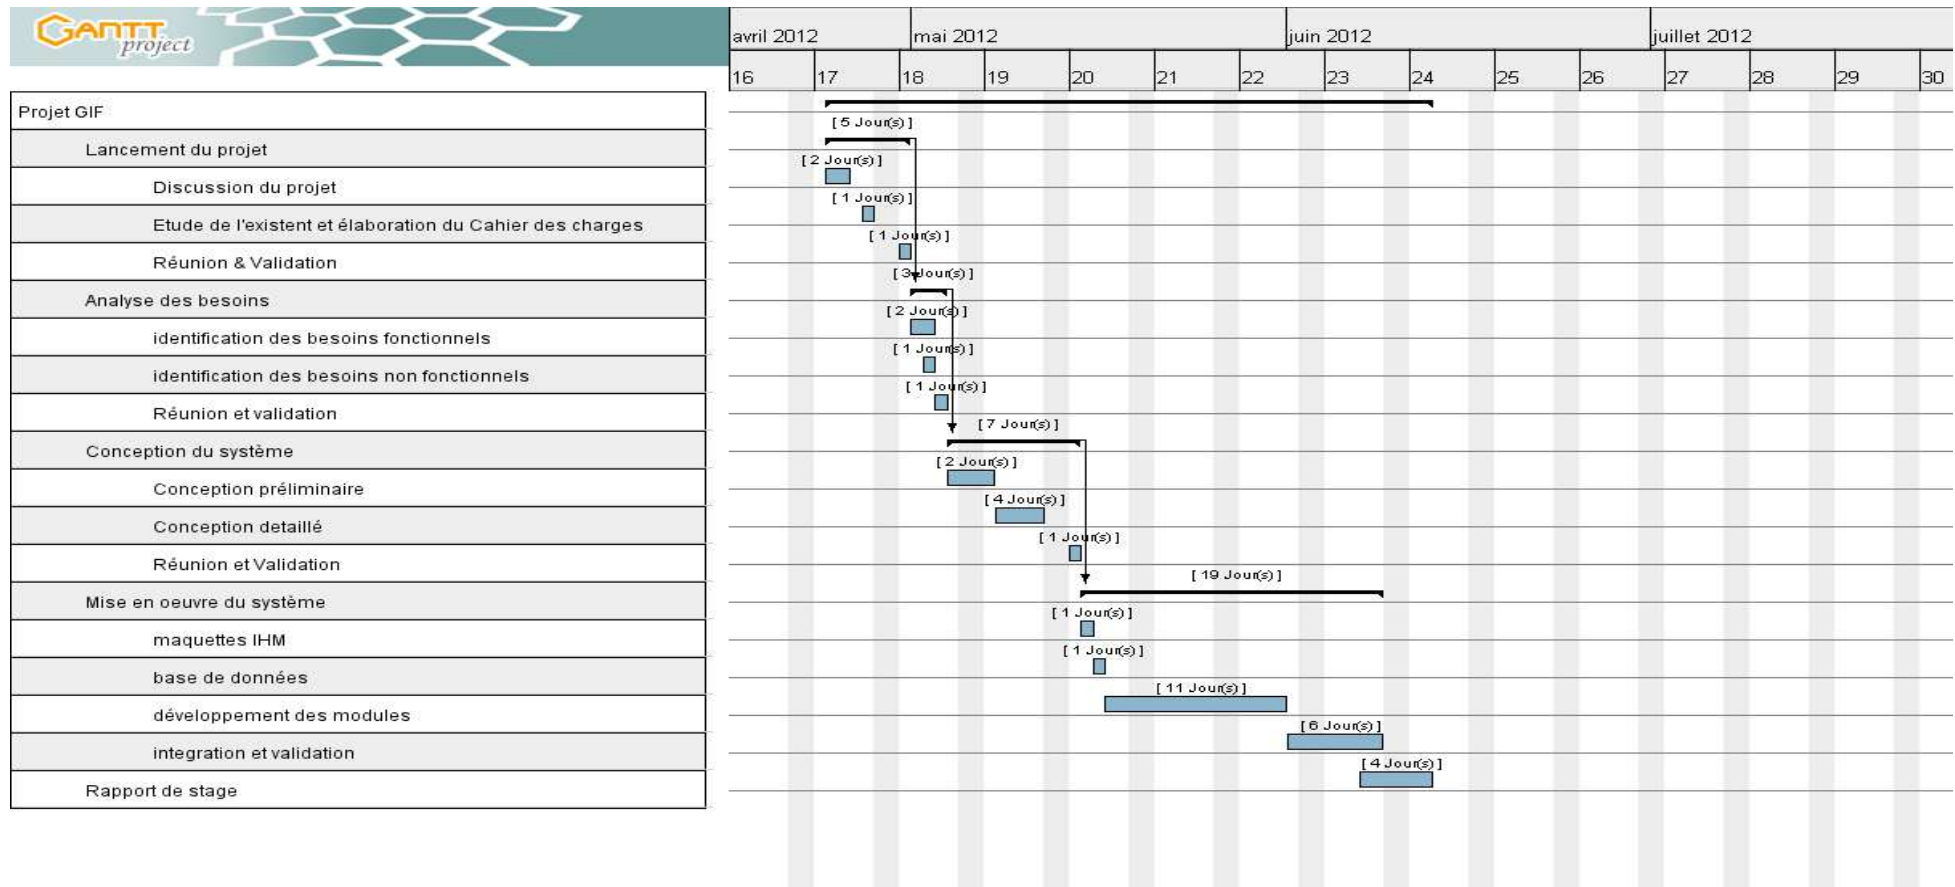 GANTT
project
avril 2012 mai 2012 juin 2012 juillet 2012
16 17 18 19 20 21 22 23 24 25 26 27 28 29 30
Projet GIF
[ 5 Jour(s) ]
Lancement du projet
[ 2 Jour(s) ]
Discussion du projet
[ 1 Jour(s) ]
Etude de l'existent et élaboration du Cahier des charges
[ 1 Jour(s) ]
Réunion & Validation
[ 3 Jour(s) ]
Analyse des besoins
[ 2 Jour(s) ]
identification des besoins fonctionnels
[ 1 Jour(s) ]
identification des besoins non fonctionnels
[ 1 Jour(s) ]
Réunion et validation
[ 7 Jour(s) ]
Conception du système
[ 2 Jour(s) ]
Conception préliminaire
[ 4 Jour(s) ]
Conception detaillé
[ 1 Jour(s) ]
Réunion et Validation
[ 19 Jour(s) ]
Mise en oeuvre du système
[ 1 Jour(s) ]
maquettes IHM
[ 1 Jour(s) ]
base de données
[ 11 Jour(s) ]
développement des modules
[ 6 Jour(s) ]
integration et validation
[ 4 Jour(s) ]
Rapport de stage